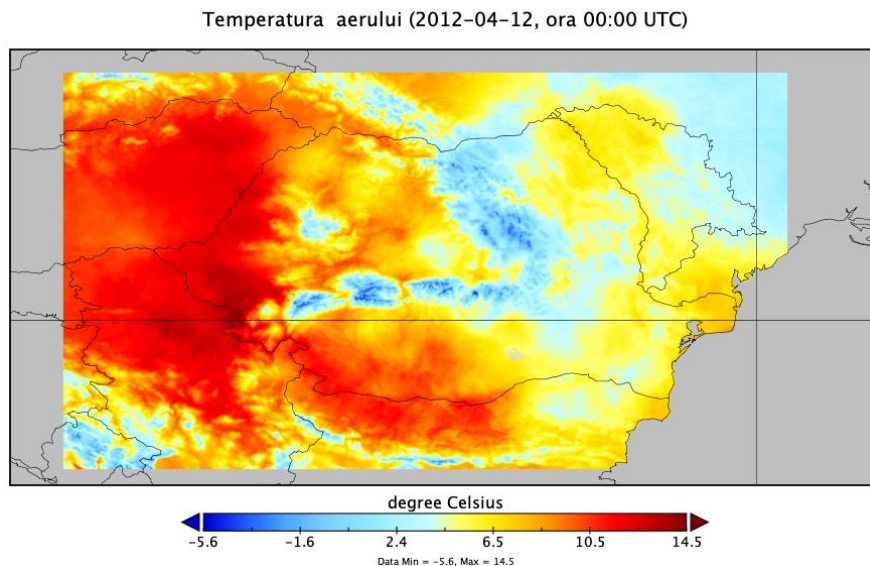 Temperatura aerului (2012-04-12, ora 00:00 UTC)
degree Celsius
-5.6 -1.6 2.4 6.5 10.5 14.5
Data Min = -5.6, Max = 14.5